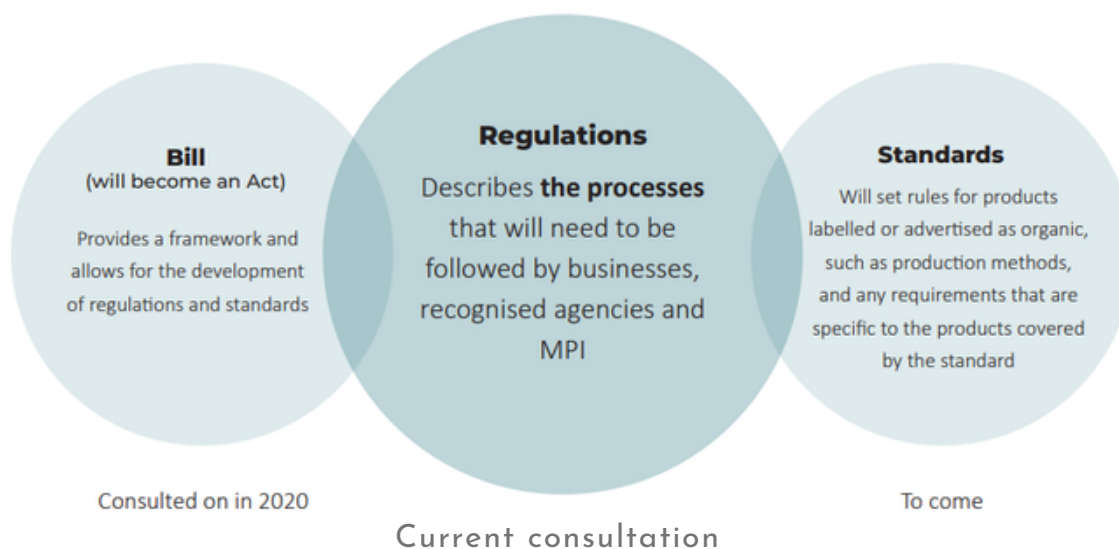 Bill
(will become an Act)
Provides a framework and
allows for the development
of regulations and standards
Consulted on in 2020
Regulations
Describes the processes
that will need to be
followed by businesses,
recognised agencies and
MPI
Current consultation
Standards
Will set rules for products
labelled or advertised as organic,
such as production methods,
and any requirements that are
specific to the products covered
by the standard
To come